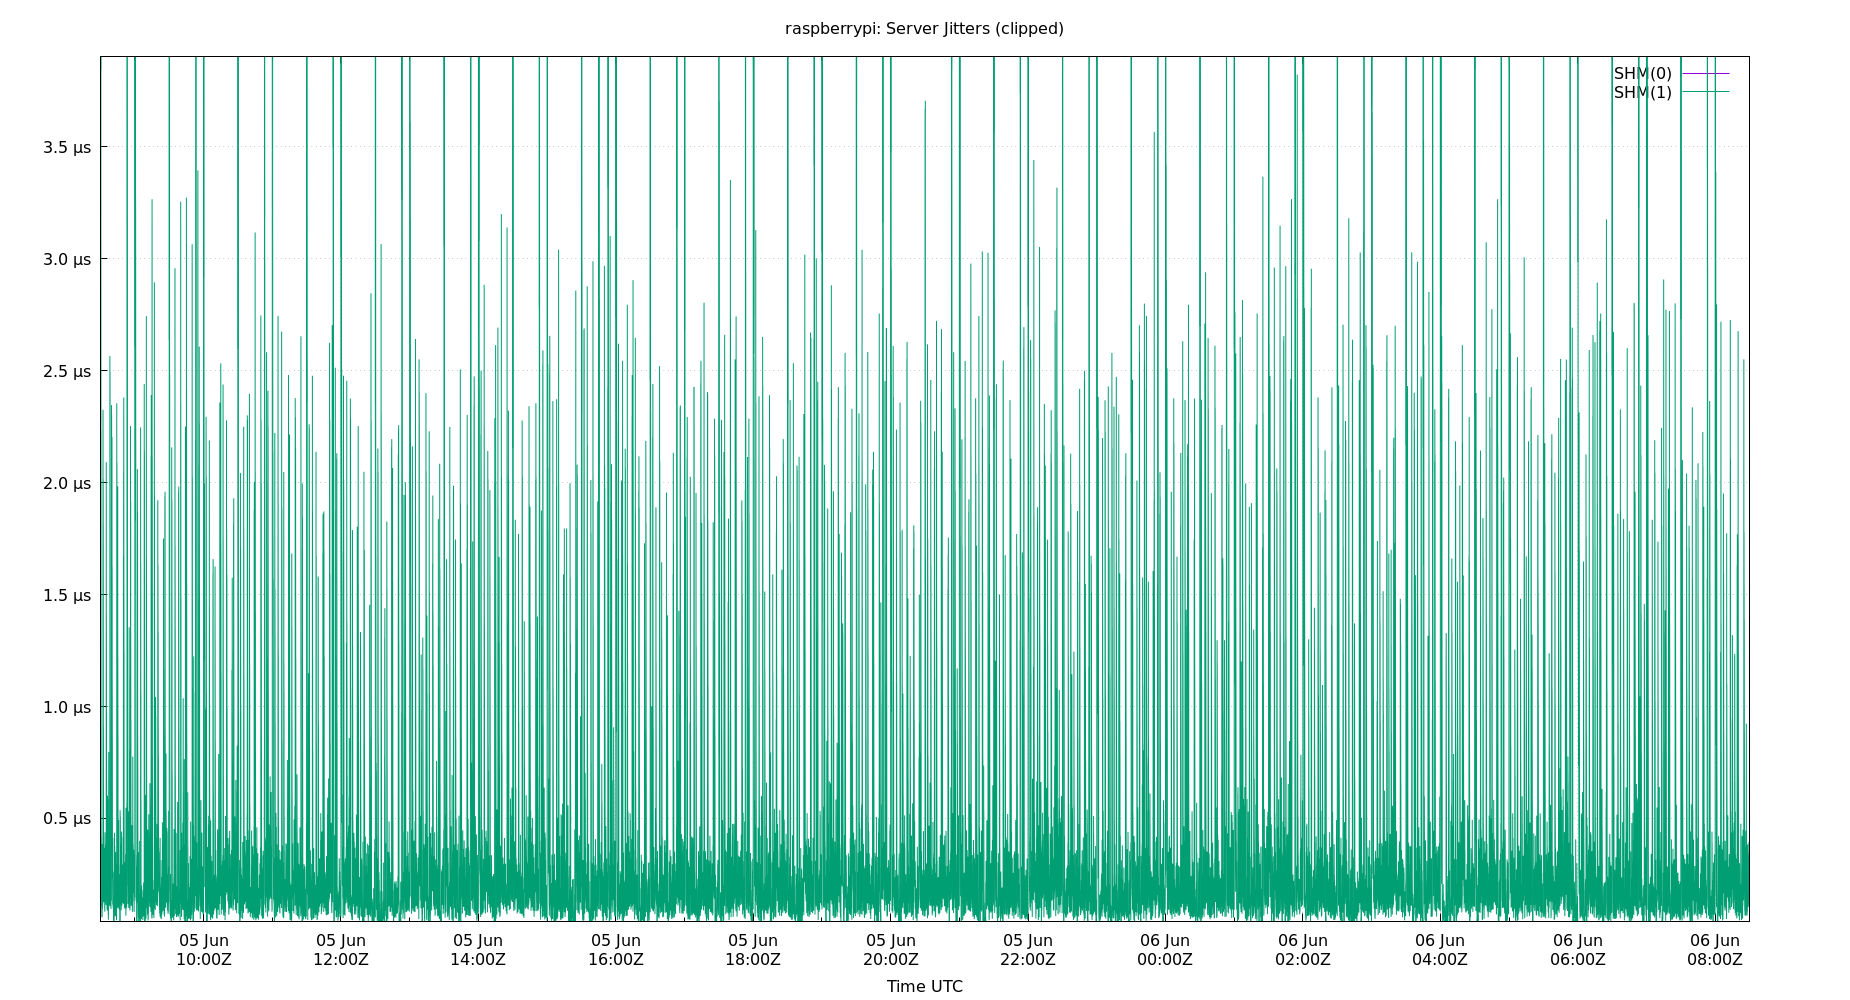 raspberrypi: Server Jitters (clipped)
SHM(0)
SHM(1)
3.5 µs
3.0 µs
2.5 µs
2.0 µs
1.5 µs
1.0 µs
0.5 µs
05 Jun 05 Jun 05 Jun 05 Jun 05 Jun 05 Jun 05 Jun 06 Jun 06 Jun 06 Jun 06 Jun 06 Jun
10:00Z 12:00Z 14:00Z 16:00Z 18:00Z 20:00Z 22:00Z 00:00Z 02:00Z 04:00Z 06:00Z 08:00Z
Time UTC